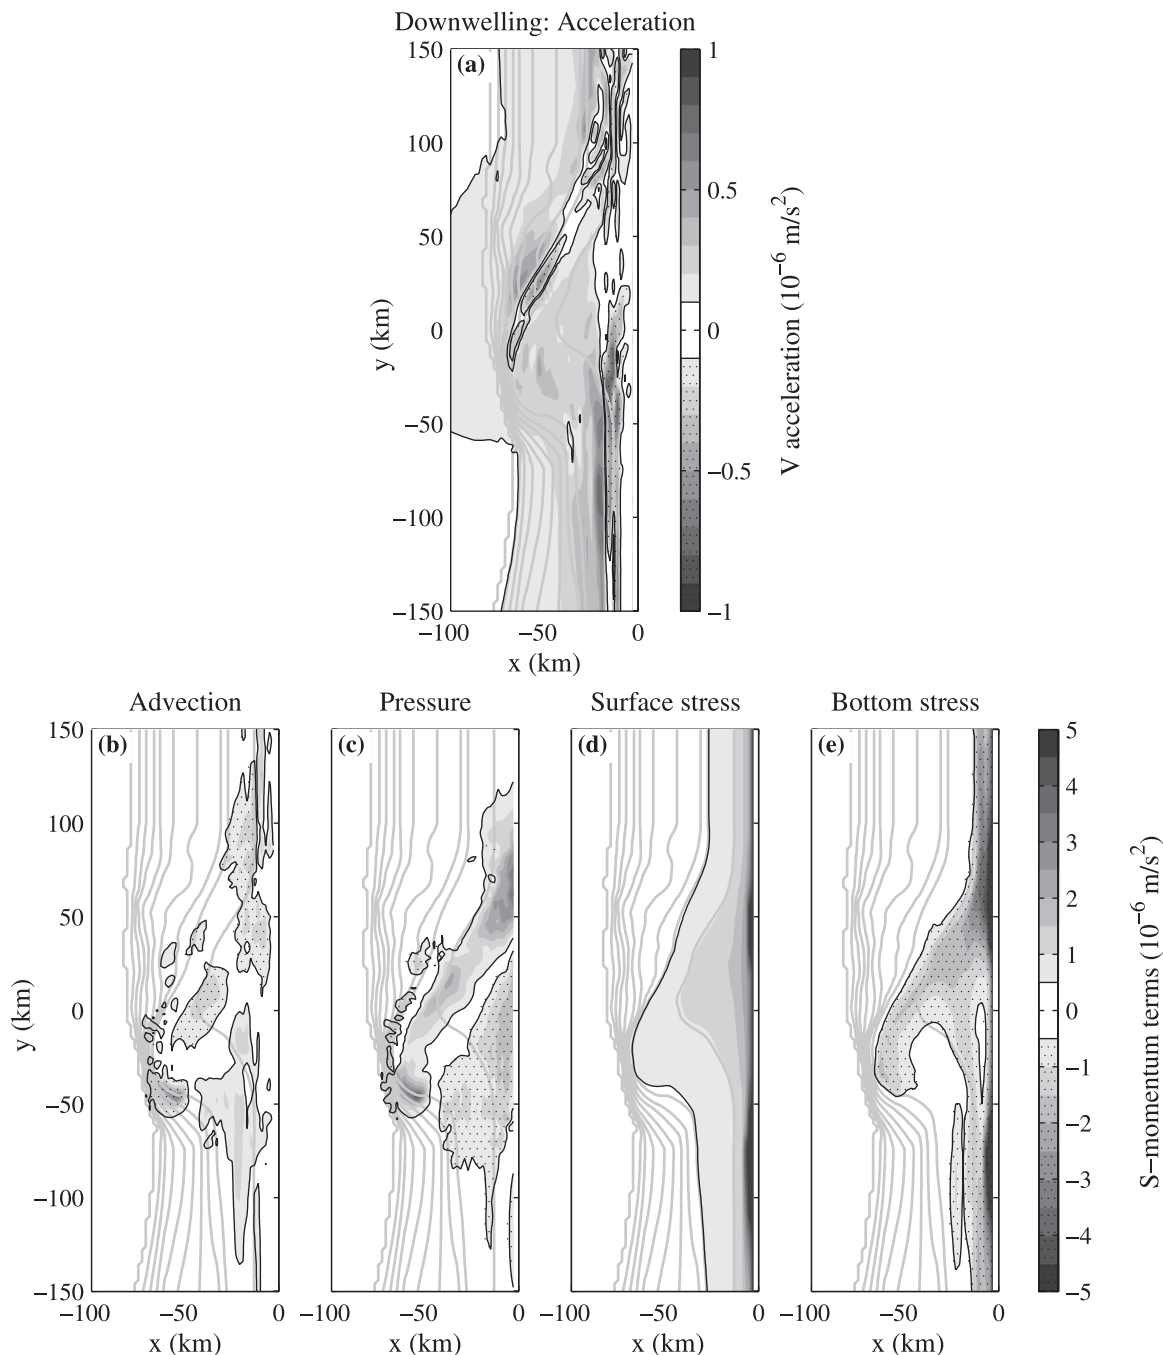 Downwelling: Acceleration
(a)
150
100
50
0
−50
−100
−150
y (km)
−100 −50 0
x (km)
1
0.5
0
−0.5
−1
V acceleration (10−6 m/s2)
Advection Pressure Surface stress Bottom stress
(b) (c) (d) (e)
150
100
50
0
−50
−100
−150
y (km)
−100 −50 0 −100 −50 0 −100 −50 0 −100 −50 0
x (km) x (km) x (km) x (km)
5
4
3
2
1
0
−1
−2
−3
−4
−5
S−momentum terms (10−6 m/s2)